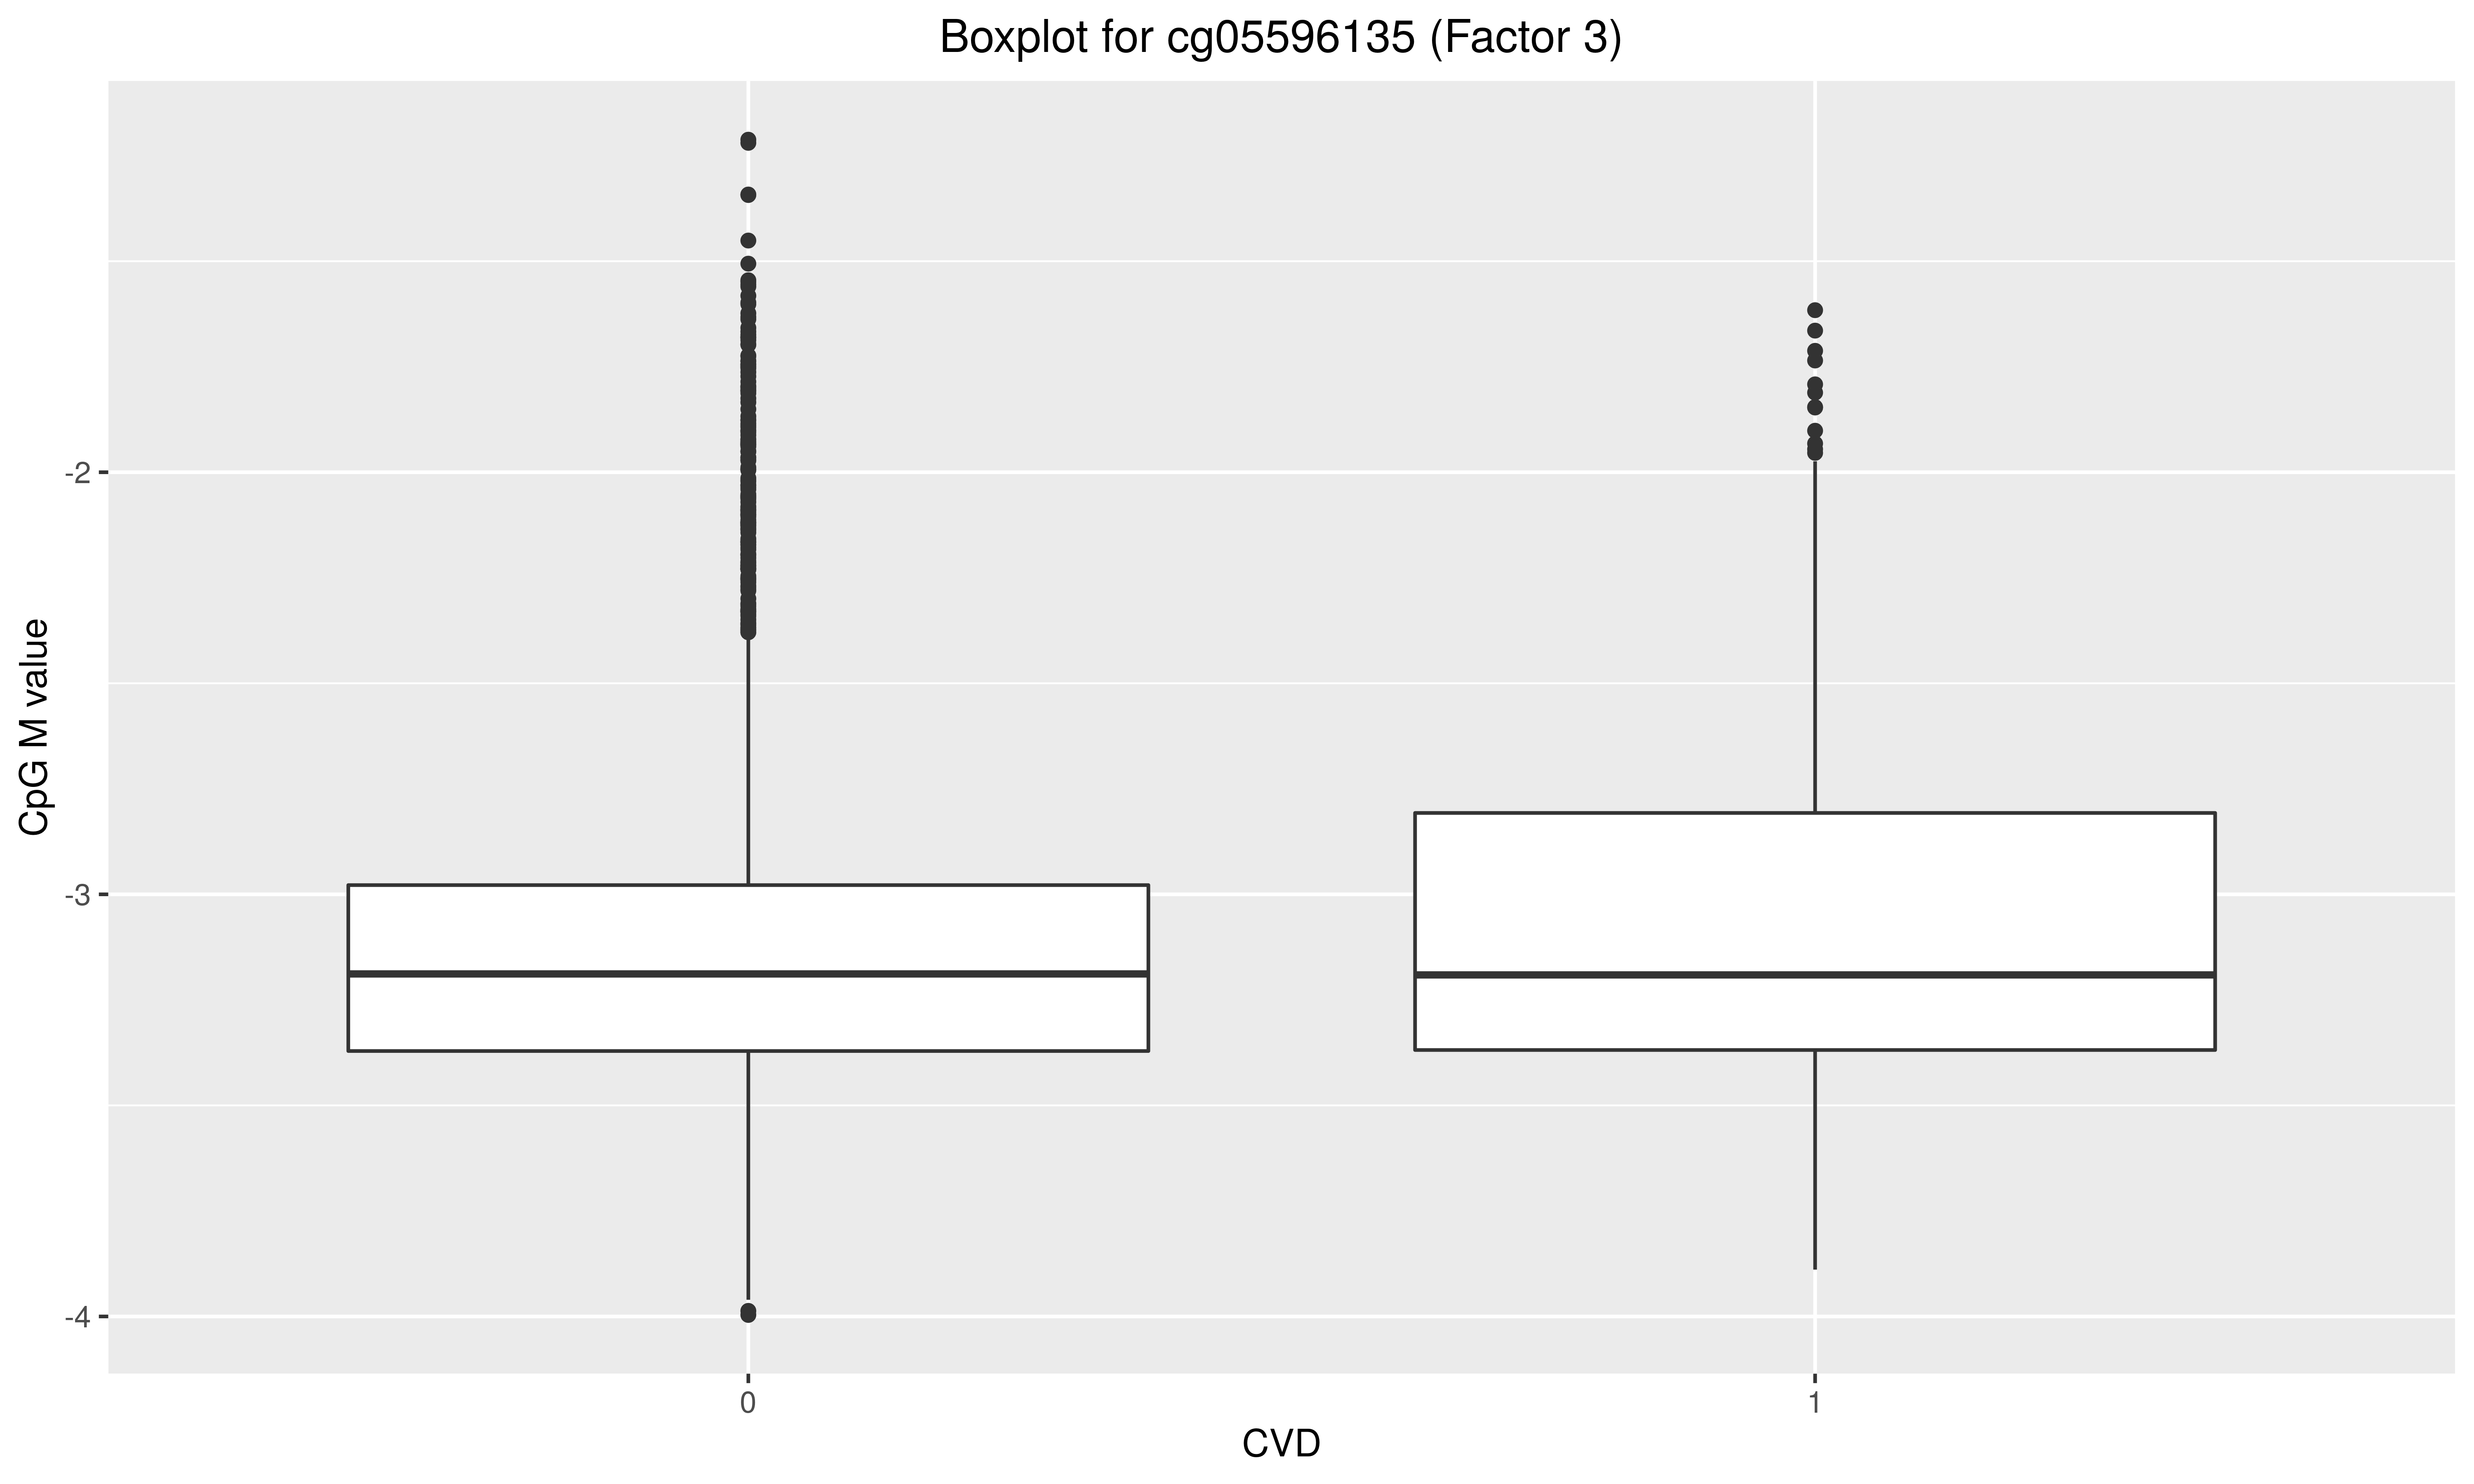 Boxplot for cg05596135 (Factor 3)
CpG M value
-2
-3
-4
0
1
CVD